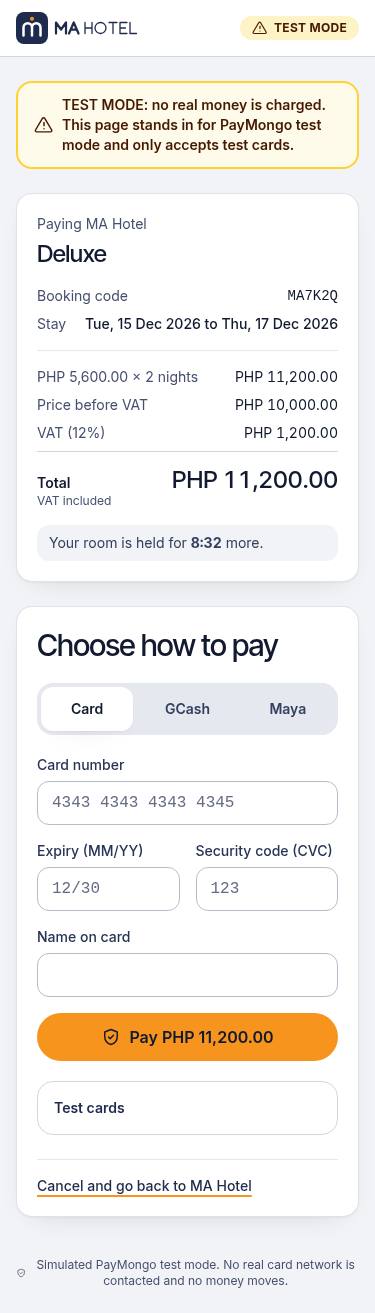 MA HOTEL
TEST MODE
TEST MODE: no real money is charged.
This page stands in for PayMongo test
mode and only accepts test cards.
Paying MA Hotel
Deluxe
Booking code MA7K2Q
Stay Tue, 15 Dec 2026 to Thu, 17 Dec 2026
PHP 5,600.00 × 2 nights PHP 11,200.00
Price before VAT PHP 10,000.00
VAT (12%) PHP 1,200.00
Total PHP 11,200.00
VAT included
Your room is held for 8:32 more.
Choose how to pay
Card GCash Maya
Card number
4343 4343 4343 4345
Expiry (MM/YY) Security code (CVC)
12/30 123
Name on card
Pay PHP 11,200.00
Test cards
Cancel and go back to MA Hotel
Simulated PayMongo test mode. No real card network is
contacted and no money moves.